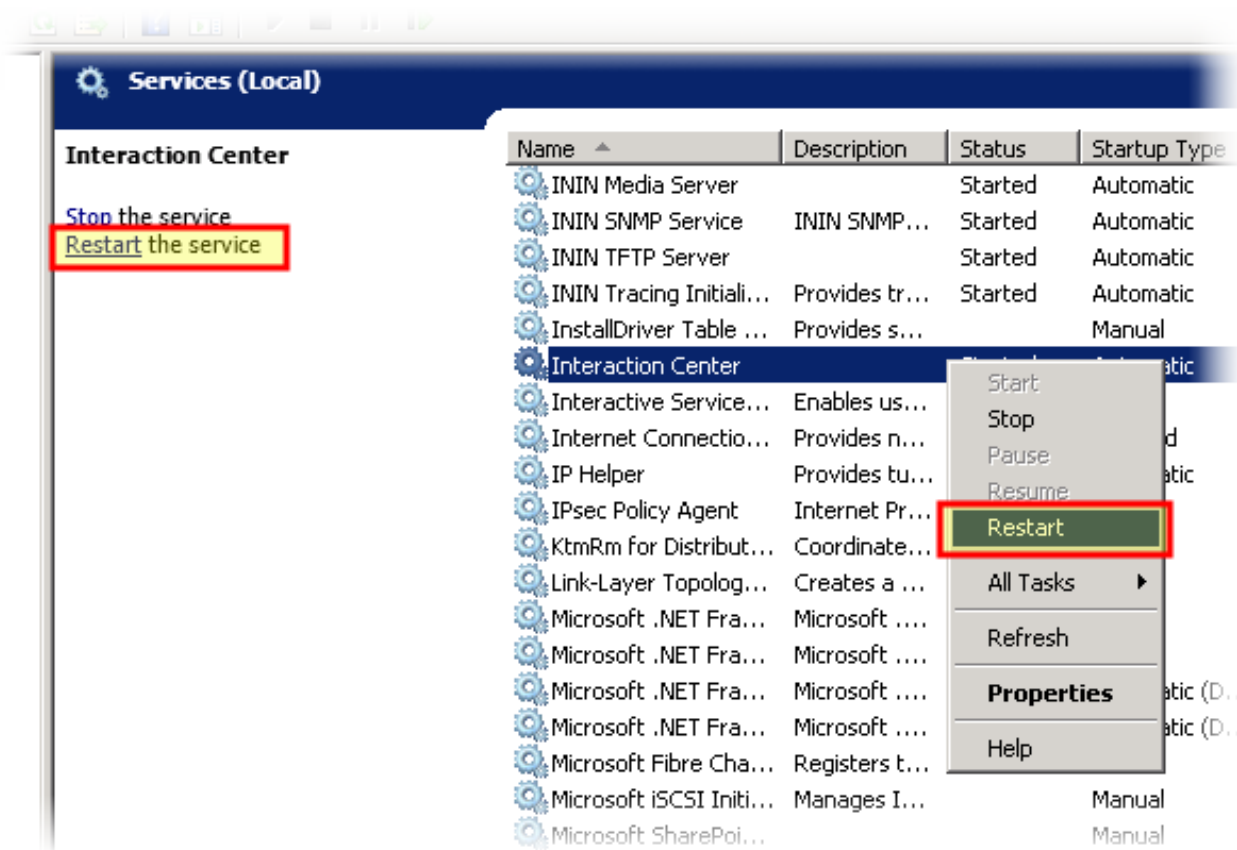 Services (Local)
Interaction Center
Stop the service
Restart the service
Name Description Status Startup Type
ININ Media Server Started Automatic
ININ SNMP Service ININ SNMP... Started Automatic
ININ TFTP Server Started Automatic
ININ Tracing Initiali... Provides tr... Started Automatic
InstallDriver Table ... Provides s... Manual
Interaction Center atic
Interactive Service... Enables us...
Internet Connectio... Provides n... d
IP Helper Provides tu... atic
IPsec Policy Agent Internet Pr...
KtmRm for Distribut... Coordinate...
Link-Layer Topolog... Creates a ...
Microsoft .NET Fra... Microsoft ....
Microsoft .NET Fra... Microsoft ....
Microsoft .NET Fra... Microsoft .... atic (D..
Microsoft .NET Fra... Microsoft .... atic (D..
Microsoft Fibre Cha... Registers t...
Microsoft iSCSI Initi... Manages I... Manual
Microsoft SharePoi... Manual
Start
Stop
Pause
Resume
Restart
All Tasks
Refresh
Properties
Help